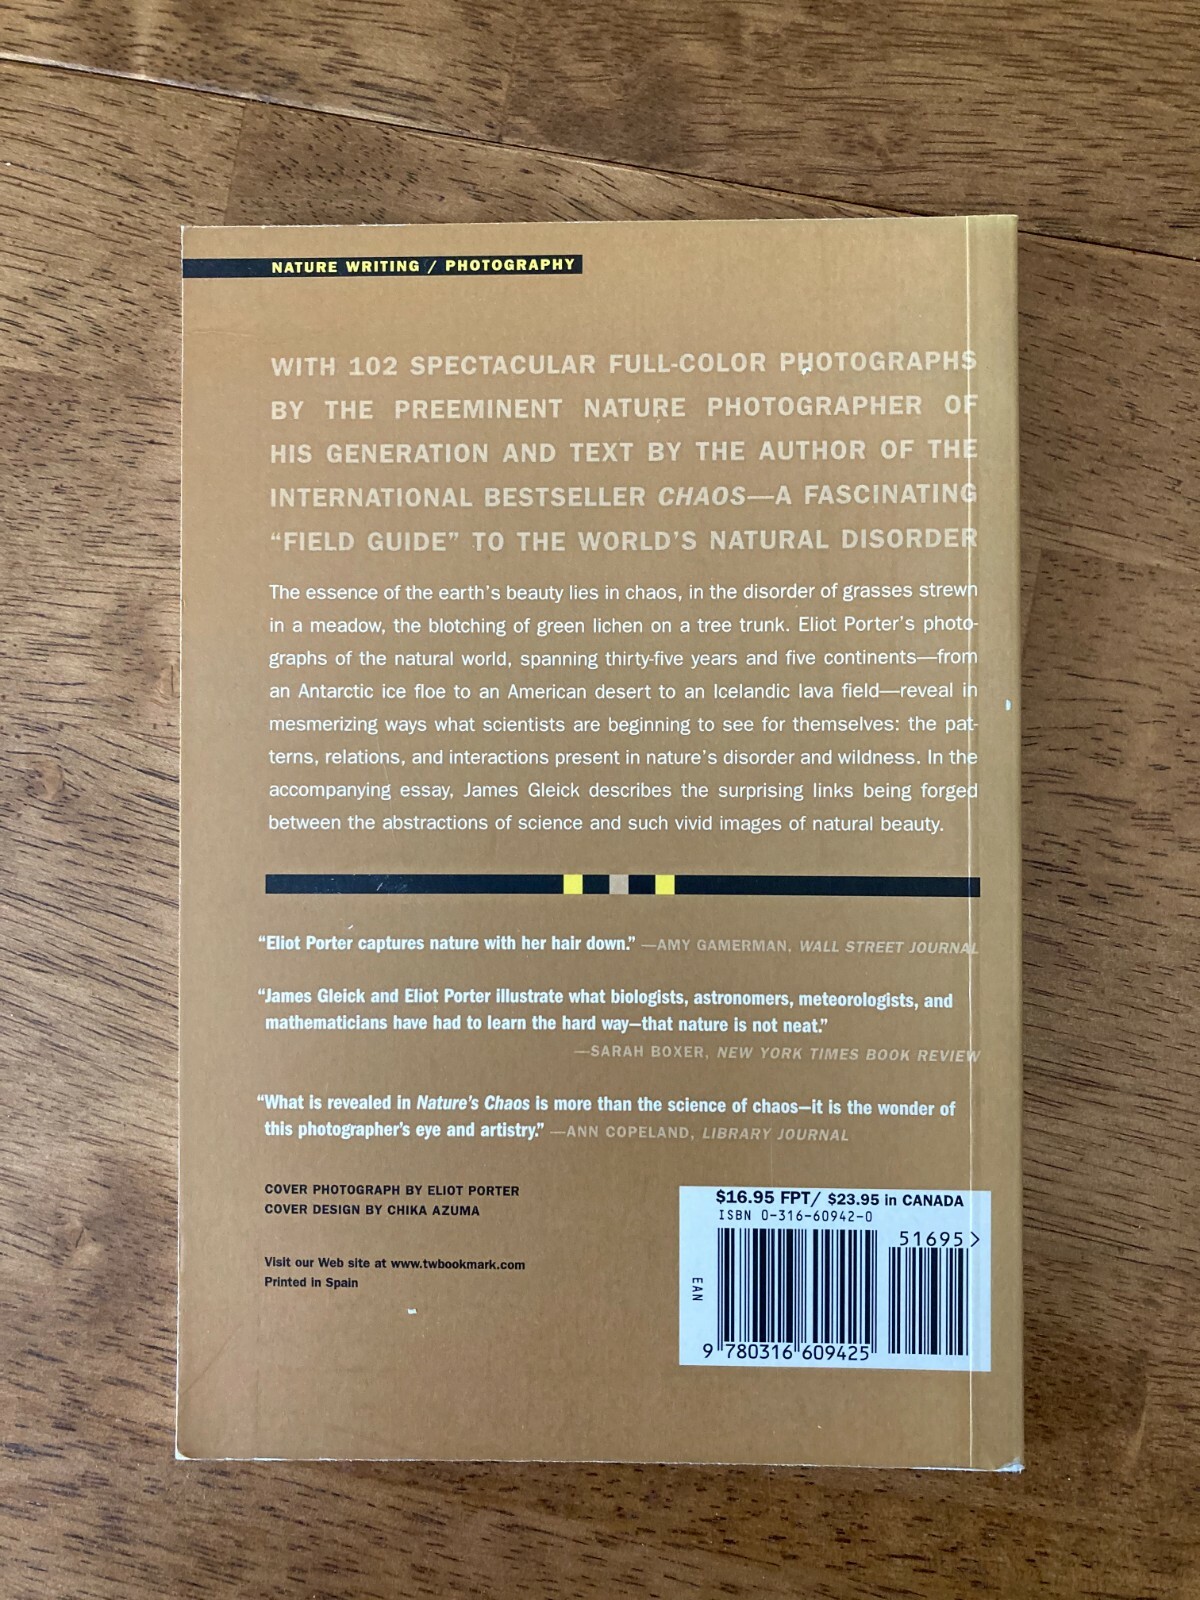 NATURE WRITING / PHOTOGRAPHY
WITH 102 SPECTACULAR FULL-COLOR PHOTOGRAPHS
BY THE PREEMINENT NATURE PHOTOGRAPHER OF
HIS GENERATION AND TEXT BY THE AUTHOR OF THE
INTERNATIONAL BESTSELLER CHAOS—A FASCINATING
“FIELD GUIDE” TO THE WORLD’S NATURAL DISORDER
The essence of the earth’s beauty lies in chaos, in the disorder of grasses strewn
in a meadow, the blotching of green lichen on a tree trunk. Eliot Porter’s photo-
graphs of the natural world, spanning thirty-five years and five continents—from
an Antarctic ice floe to an American desert to an Icelandic lava field—reveal in
mesmerizing ways what scientists are beginning to see for themselves: the pat-
terns, relations, and interactions present in nature’s disorder and wildness. In the
accompanying essay, James Gleick describes the surprising links being forged
between the abstractions of science and such vivid images of natural beauty.
“Eliot Porter captures nature with her hair down.” —AMY GAMERMAN, WALL STREET JOURNAL
“James Gleick and Eliot Porter illustrate what biologists, astronomers, meteorologists, and
mathematicians have had to learn the hard way—that nature is not neat.”
—SARAH BOXER, NEW YORK TIMES BOOK REVIEW
“What is revealed in Nature’s Chaos is more than the science of chaos—it is the wonder of
this photographer’s eye and artistry.” —ANN COPELAND, LIBRARY JOURNAL
COVER PHOTOGRAPH BY ELIOT PORTER
COVER DESIGN BY CHIKA AZUMA
Visit our Web site at www.twbookmark.com
Printed in Spain
$16.95 FPT/ $23.95 in CANADA
ISBN 0-316-60942-0
51695>
EAN
9 780316 609425